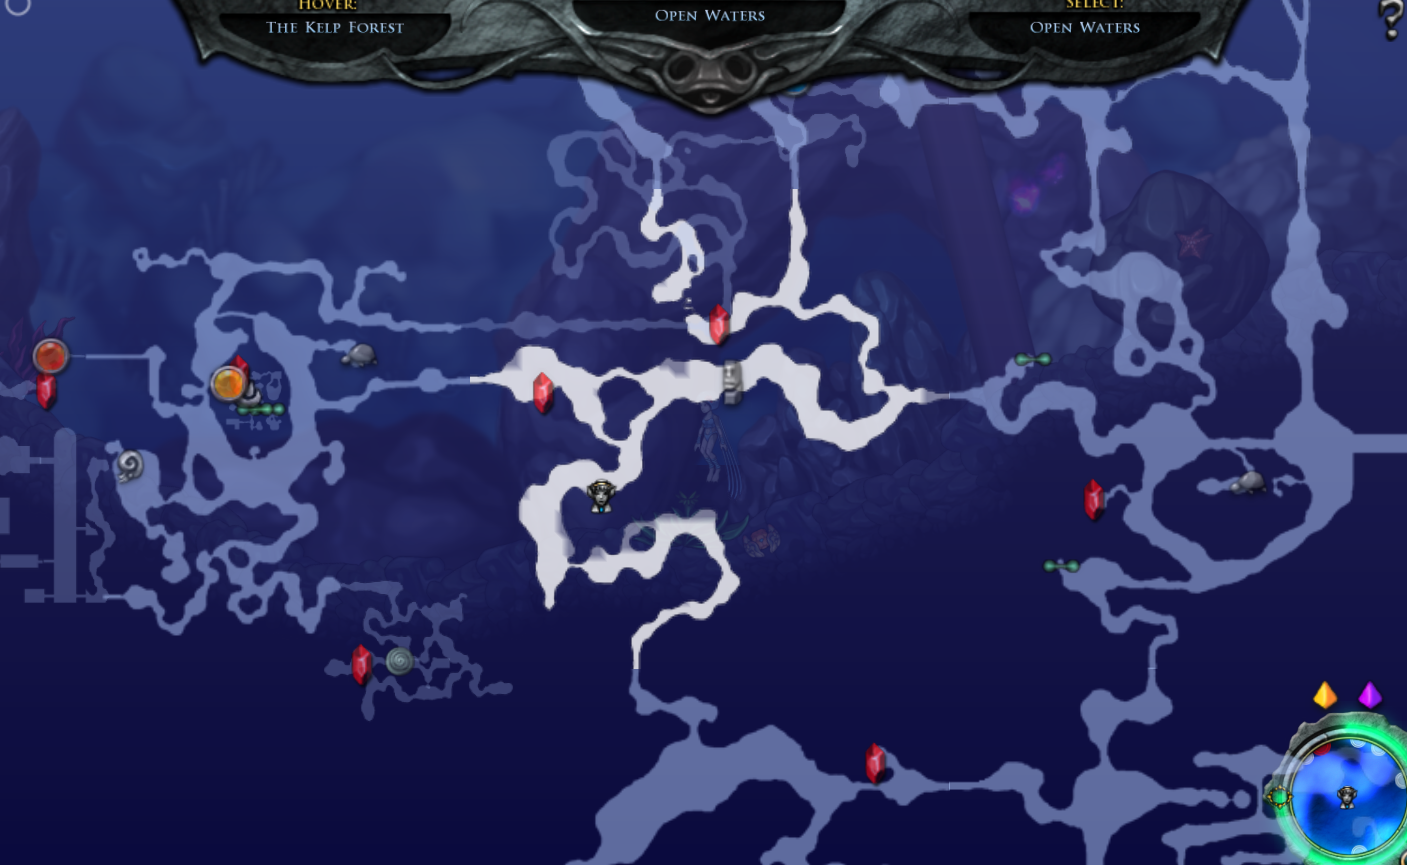 HOVER:
THE KELP FOREST
OPEN WATERS
SELECT:
OPEN WATERS
?